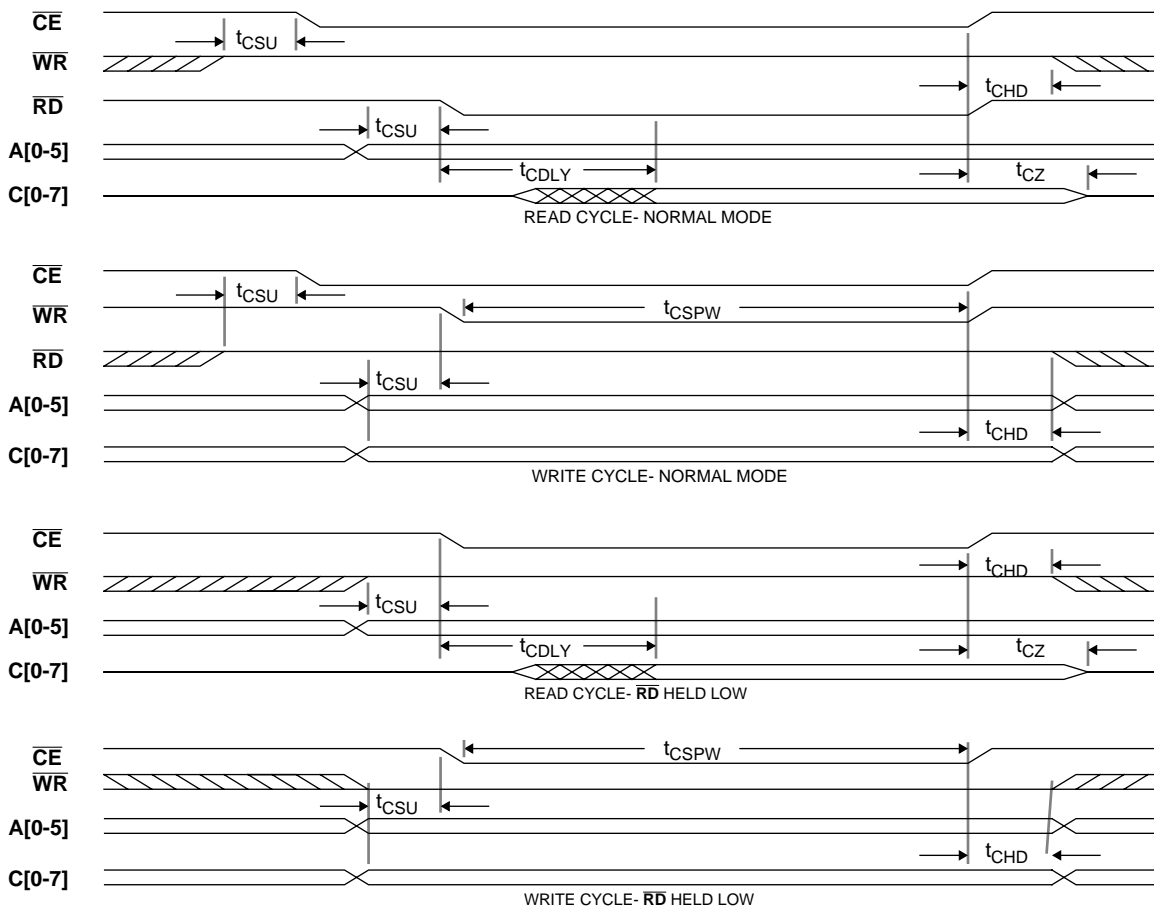 CE
tCSU
WR
tCHD
RD
tCSU
A[0-5]
tCDLY
tCZ
C[0-7]
READ CYCLE- NORMAL MODE
CE
tCSU
WR
tCSPW
RD
tCSU
A[0-5]
tCHD
C[0-7]
WRITE CYCLE- NORMAL MODE
CE
WR
tCHD
tCSU
A[0-5]
tCDLY
tCZ
C[0-7]
READ CYCLE- RD HELD LOW
CE
tCSPW
WR
tCSU
A[0-5]
tCHD
C[0-7]
WRITE CYCLE- RD HELD LOW